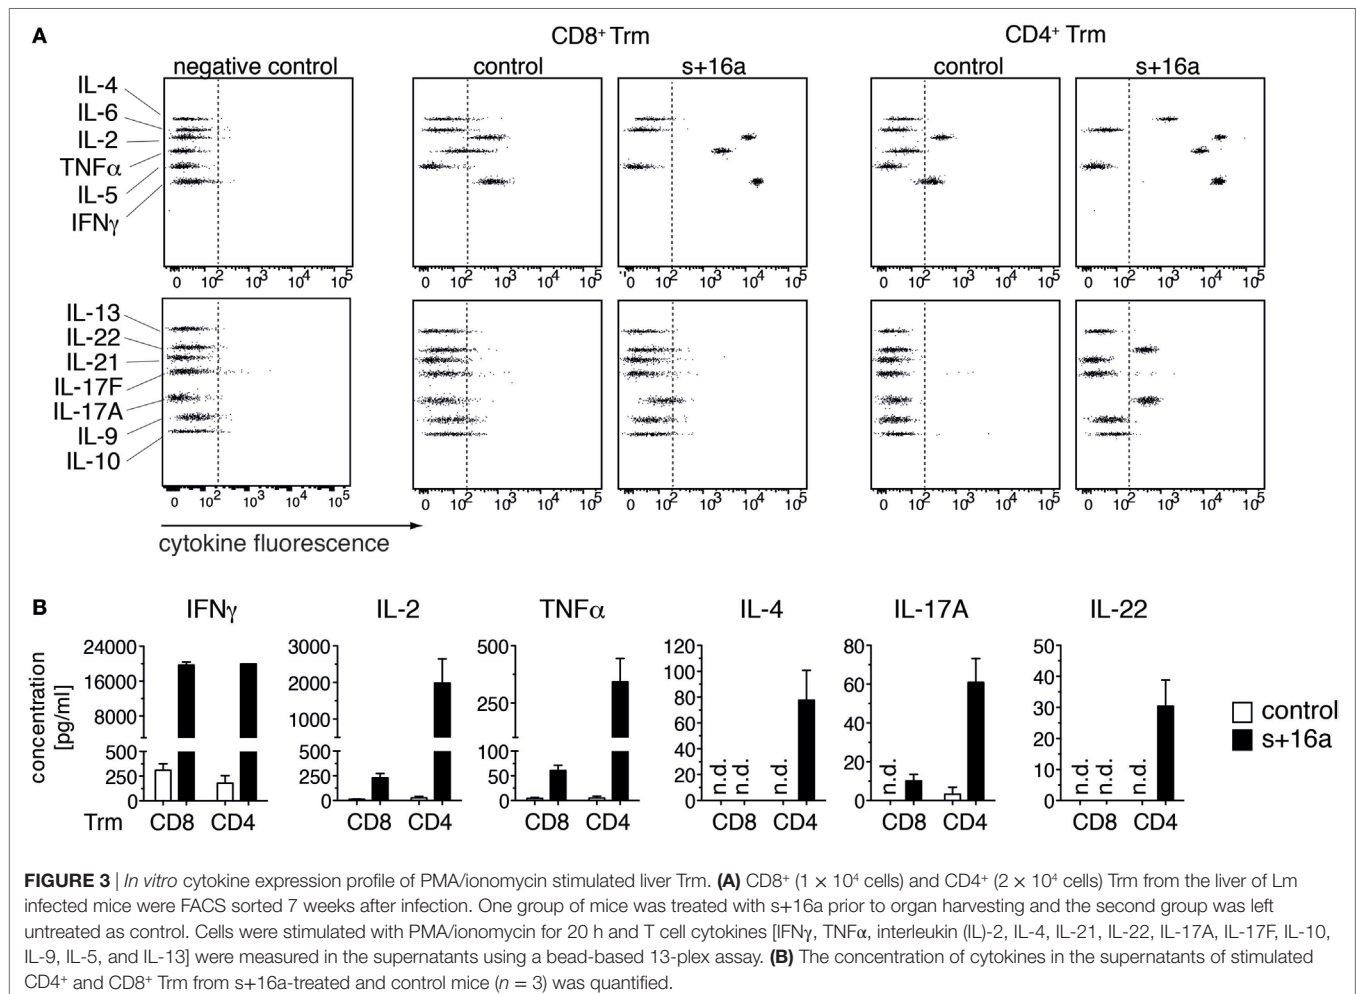 A
CD8+ Trm
CD4+ Trm
negative control
control
s+16a
control
s+16a
IL-4
IL-6
IL-2
TNFα
IL-5
IFNγ
0 10² 10³ 10⁴ 10⁵
0 10² 10³ 10⁴ 10⁵
0 10² 10³ 10⁴ 10⁵
0 10² 10³ 10⁴ 10⁵
0 10² 10³ 10⁴ 10⁵
IL-13
IL-22
IL-21
IL-17F
IL-17A
IL-9
IL-10
0 10² 10³ 10⁴ 10⁵
0 10² 10³ 10⁴ 10⁵
0 10² 10³ 10⁴ 10⁵
0 10² 10³ 10⁴ 10⁵
0 10² 10³ 10⁴ 10⁵
cytokine fluorescence
B
concentration
[pg/ml]
IFNγ
24000
16000
8000
500
250
0
Trm
CD8 CD4
IL-2
3000
2000
1000
500
250
0
CD8 CD4
TNFα
500
250
100
50
0
CD8 CD4
IL-4
120
100
80
60
40
20
0
n.d.
n.d.
n.d.
CD8 CD4
IL-17A
80
60
40
20
0
n.d.
CD8 CD4
IL-22
50
40
30
20
10
0
n.d.
n.d.
n.d.
CD8 CD4
control
s+16a
FIGURE 3 | In vitro cytokine expression profile of PMA/ionomycin stimulated liver Trm. (A) CD8+ (1 × 10⁴ cells) and CD4+ (2 × 10⁴ cells) Trm from the liver of Lm
infected mice were FACS sorted 7 weeks after infection. One group of mice was treated with s+16a prior to organ harvesting and the second group was left
untreated as control. Cells were stimulated with PMA/ionomycin for 20 h and T cell cytokines [IFNγ, TNFα, interleukin (IL)-2, IL-4, IL-21, IL-22, IL-17A, IL-17F, IL-10,
IL-9, IL-5, and IL-13] were measured in the supernatants using a bead-based 13-plex assay. (B) The concentration of cytokines in the supernatants of stimulated
CD4+ and CD8+ Trm from s+16a-treated and control mice (n = 3) was quantified.